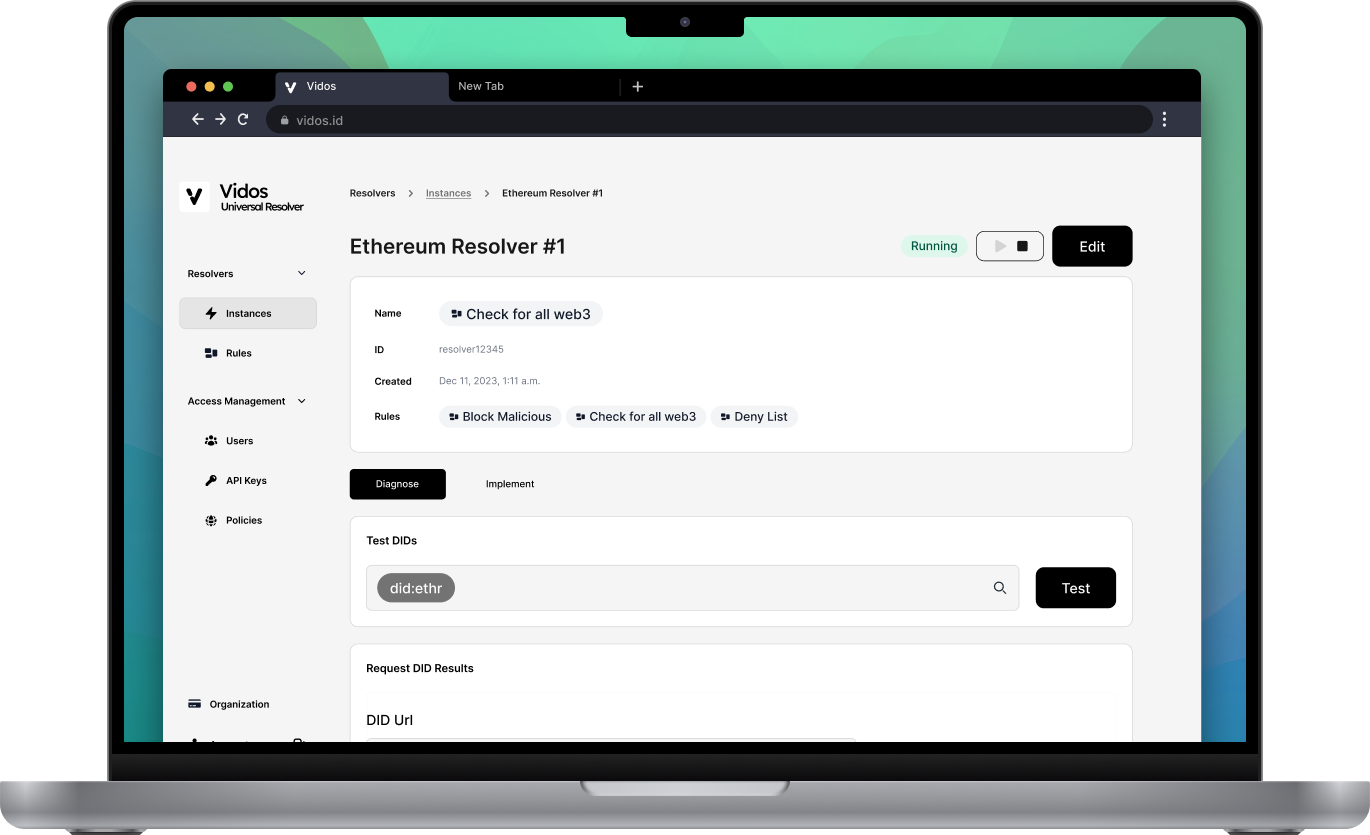 Vidos
New Tab
vidos.id
Vidos
Universal Resolver
Resolvers
Instances
Ethereum Resolver #1
Ethereum Resolver #1
Running
Edit
Resolvers
Instances
Rules
Access Management
Users
API Keys
Policies
Organization
Name
Check for all web3
ID
resolver12345
Created
Dec 11, 2023, 1:11 a.m.
Rules
Block Malicious
Check for all web3
Deny List
Diagnose
Implement
Test DIDs
did:ethr
Test
Request DID Results
DID Url